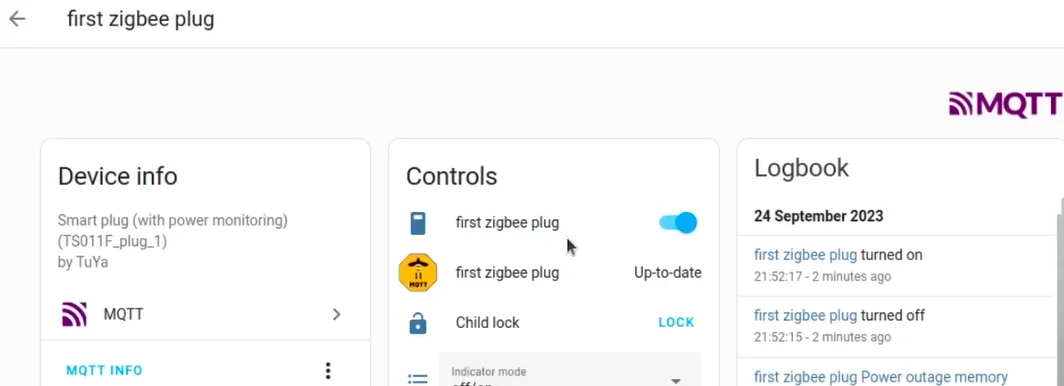 first zigbee plug
MQTT
Device info
Smart plug (with power monitoring)
(TS011F_plug_1)
by TuYa
MQTT
MQTT INFO
Controls
first zigbee plug
MQTT
first zigbee plug
Up-to-date
Child lock
LOCK
Indicator mode
off/on
Logbook
24 September 2023
first zigbee plug turned on
21:52:17 - 2 minutes ago
first zigbee plug turned off
21:52:15 - 2 minutes ago
first zigbee plug Power outage memory